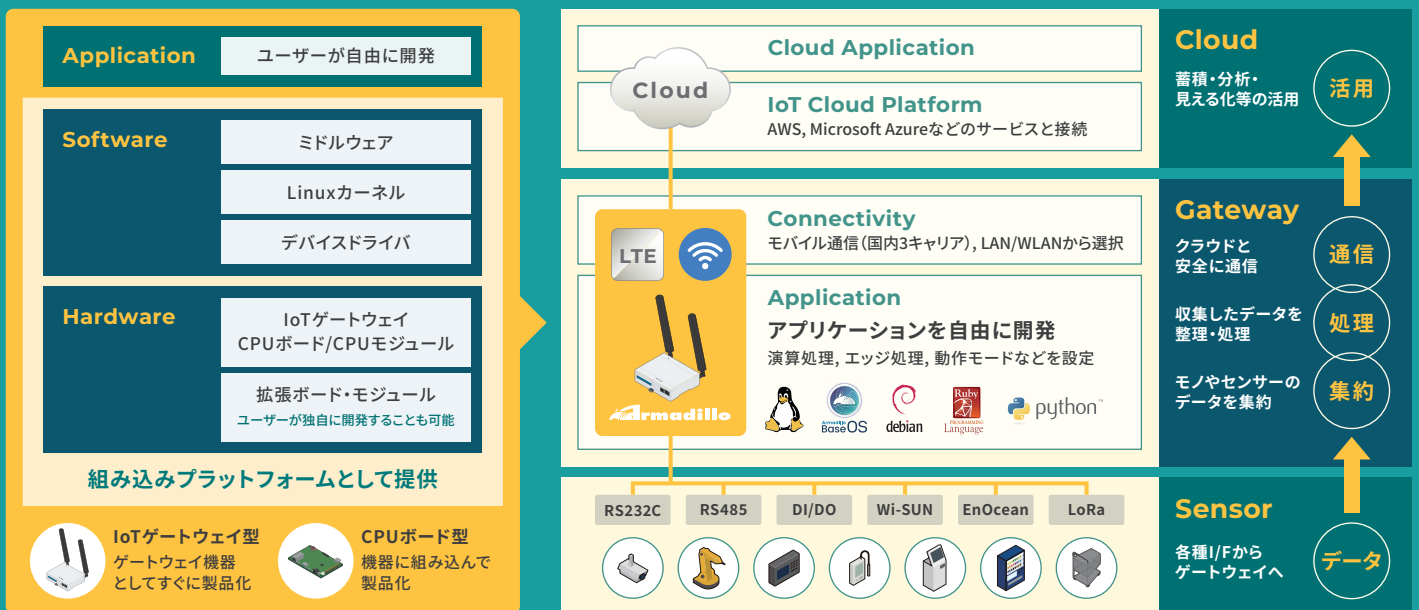 Application
ユーザーが自由に開発
Software
ミドルウェア
Linuxカーネル
デバイスドライバ
Hardware
IoTゲートウェイ
CPUボード/CPUモジュール
拡張ボード・モジュール
ユーザーが独自に開発することも可能
組み込みプラットフォームとして提供
IoTゲートウェイ型
ゲートウェイ機器
としてすぐに製品化
CPUボード型
機器に組み込んで
製品化
Cloud
Cloud Application
IoT Cloud Platform
AWS, Microsoft Azureなどのサービスと接続
LTE
Armadillo
Connectivity
モバイル通信（国内3キャリア）, LAN/WLANから選択
Application
アプリケーションを自由に開発
演算処理, エッジ処理, 動作モードなどを設定
Armadillo
Base OS
debian
Ruby
PROGRAMMING
Language
python™
RS232C
RS485
DI/DO
Wi-SUN
EnOcean
LoRa
Cloud
蓄積・分析・
見える化等の活用
活用
Gateway
クラウドと
安全に通信
通信
収集したデータを
整理・処理
処理
モノやセンサーの
データを集約
集約
Sensor
各種I/Fから
ゲートウェイへ
データ